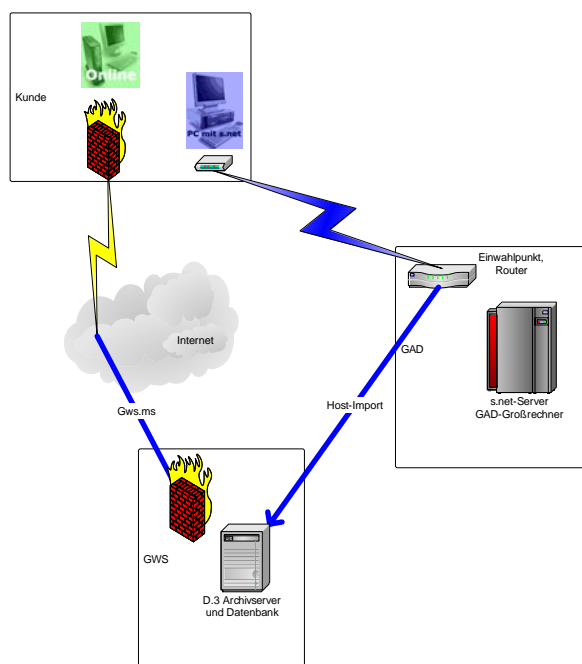 Online
Kunde
PC mit s.net
Einwahlpunkt,
Router
Internet
GAD
s.net-Server
GAD-Großrechner
Host-Import
Gws.ms
GWS
D.3 Archivserver
und Datenbank